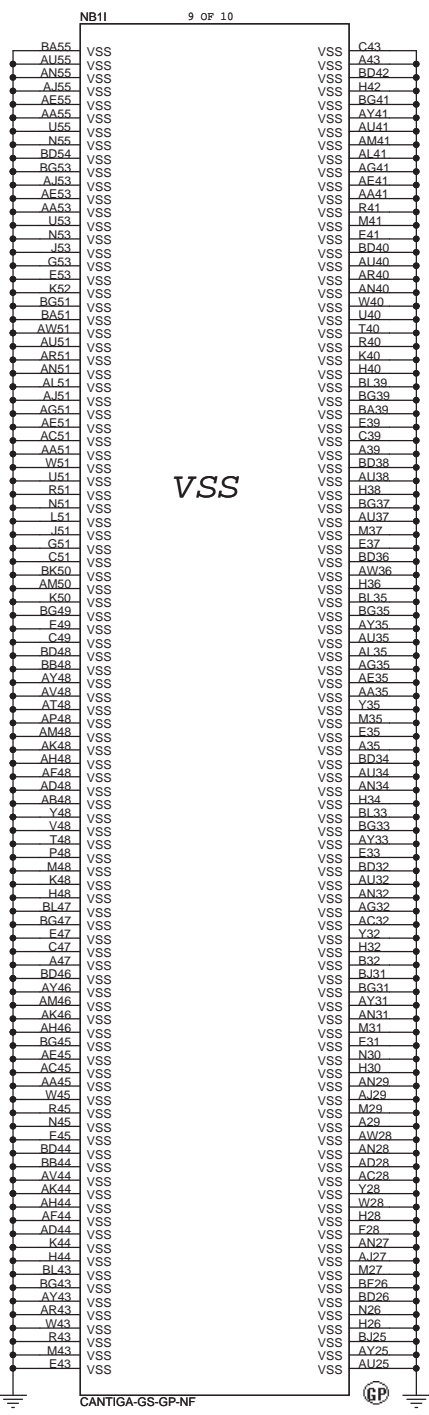 NB1I 9 OF 10
BA55 VSS VSS C43
AU55 VSS VSS A43
AN55 VSS VSS BD42
AJ55 VSS VSS H42
AE55 VSS VSS BG41
AA55 VSS VSS AY41
U55 VSS VSS AU41
N55 VSS VSS AM41
BD54 VSS VSS AL41
BG53 VSS VSS AG41
AJ53 VSS VSS AE41
AE53 VSS VSS AA41
AA53 VSS VSS R41
U53 VSS VSS M41
N53 VSS VSS E41
J53 VSS VSS BD40
G53 VSS VSS AU40
E53 VSS VSS AR40
K52 VSS VSS AN40
BG51 VSS VSS W40
BA51 VSS VSS U40
AW51 VSS VSS T40
AU51 VSS VSS R40
AR51 VSS VSS K40
AN51 VSS VSS H40
AL51 VSS VSS BL39
AJ51 VSS VSS BG39
AG51 VSS VSS BA39
AE51 VSS VSS E39
AC51 VSS VSS C39
AA51 VSS VSS A39
W51 VSS VSS BD38
U51 VSS VSS AU38
VSS
R51 VSS VSS H38
N51 VSS VSS BG37
L51 VSS VSS AU37
J51 VSS VSS M37
G51 VSS VSS E37
C51 VSS VSS BD36
BK50 VSS VSS AW36
AM50 VSS VSS H36
K50 VSS VSS BL35
BG49 VSS VSS BG35
E49 VSS VSS AY35
C49 VSS VSS AU35
BD48 VSS VSS AL35
BB48 VSS VSS AG35
AY48 VSS VSS AE35
AV48 VSS VSS AA35
AT48 VSS VSS Y35
AP48 VSS VSS M35
AM48 VSS VSS E35
AK48 VSS VSS A35
AH48 VSS VSS BD34
AF48 VSS VSS AU34
AD48 VSS VSS AN34
AB48 VSS VSS H34
Y48 VSS VSS BL33
V48 VSS VSS BG33
T48 VSS VSS AY33
P48 VSS VSS E33
M48 VSS VSS BD32
K48 VSS VSS AU32
H48 VSS VSS AN32
BL47 VSS VSS AG32
BG47 VSS VSS AC32
E47 VSS VSS Y32
C47 VSS VSS H32
A47 VSS VSS B32
BD46 VSS VSS BJ31
AY46 VSS VSS BG31
AM46 VSS VSS AY31
AK46 VSS VSS AN31
AH46 VSS VSS M31
BG45 VSS VSS E31
AE45 VSS VSS N30
AC45 VSS VSS H30
AA45 VSS VSS AN29
W45 VSS VSS AJ29
R45 VSS VSS M29
N45 VSS VSS A29
E45 VSS VSS AW28
BD44 VSS VSS AN28
BB44 VSS VSS AD28
AV44 VSS VSS AC28
AK44 VSS VSS Y28
AH44 VSS VSS W28
AF44 VSS VSS H28
AD44 VSS VSS F28
K44 VSS VSS AN27
H44 VSS VSS AJ27
BL43 VSS VSS M27
BG43 VSS VSS BF26
AY43 VSS VSS BD26
AR43 VSS VSS N26
W43 VSS VSS H26
R43 VSS VSS BJ25
M43 VSS VSS AY25
E43 VSS VSS AU25
GP
CANTIGA-GS-GP-NF